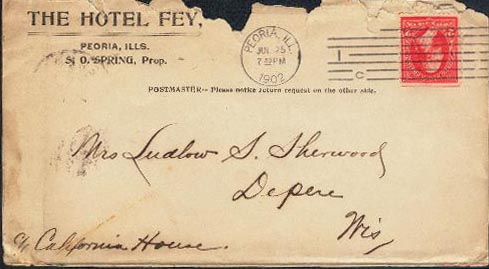 THE HOTEL FEY,
PEORIA, ILLS.
S. O. SPRING, Prop.
PEORIA, ILL.
JUL 25
7 PM
1902
1
C
POSTMASTER-- Please notice return request on the other side.
Mrs Ludlow S. Sherwood
Depere
Wis,
c/o California House.